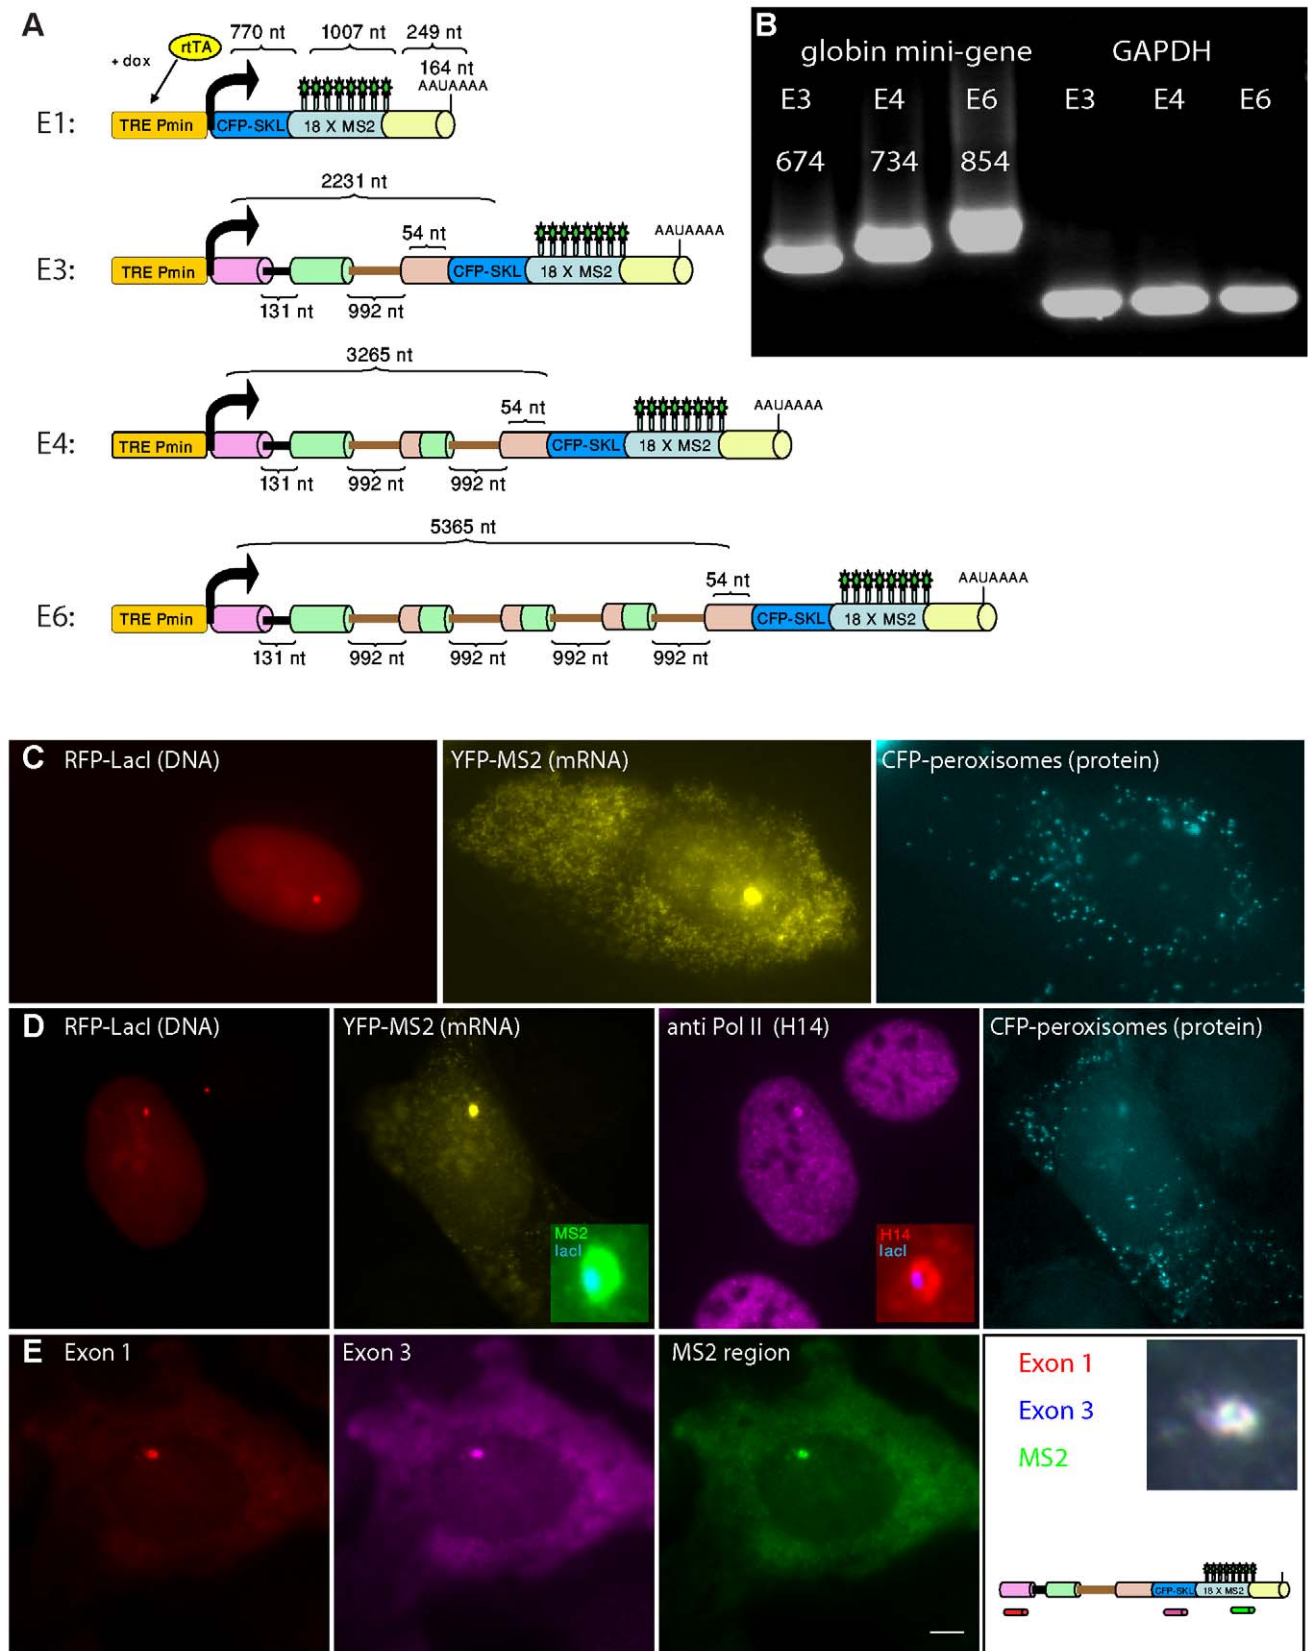 A
770 nt 1007 nt 249 nt
rtTA
+ dox
164 nt
AAUAAAA
E1: TRE Pmin CFP-SKL 18 X MS2
2231 nt
54 nt
AAUAAAA
E3: TRE Pmin CFP-SKL 18 X MS2
131 nt 992 nt
3265 nt
54 nt
AAUAAAA
E4: TRE Pmin CFP-SKL 18 X MS2
131 nt 992 nt 992 nt
5365 nt
54 nt
AAUAAAA
E6: TRE Pmin CFP-SKL 18 X MS2
131 nt 992 nt 992 nt 992 nt 992 nt
B
globin mini-gene GAPDH
E3 E4 E6 E3 E4 E6
674 734 854
C RFP-LacI (DNA) YFP-MS2 (mRNA) CFP-peroxisomes (protein)
D RFP-LacI (DNA) YFP-MS2 (mRNA) anti Pol II (H14) CFP-peroxisomes (protein)
MS2
lacI
H14
lacI
E Exon 1 Exon 3 MS2 region
Exon 1
Exon 3
MS2
CFP-SKL 18 X MS2